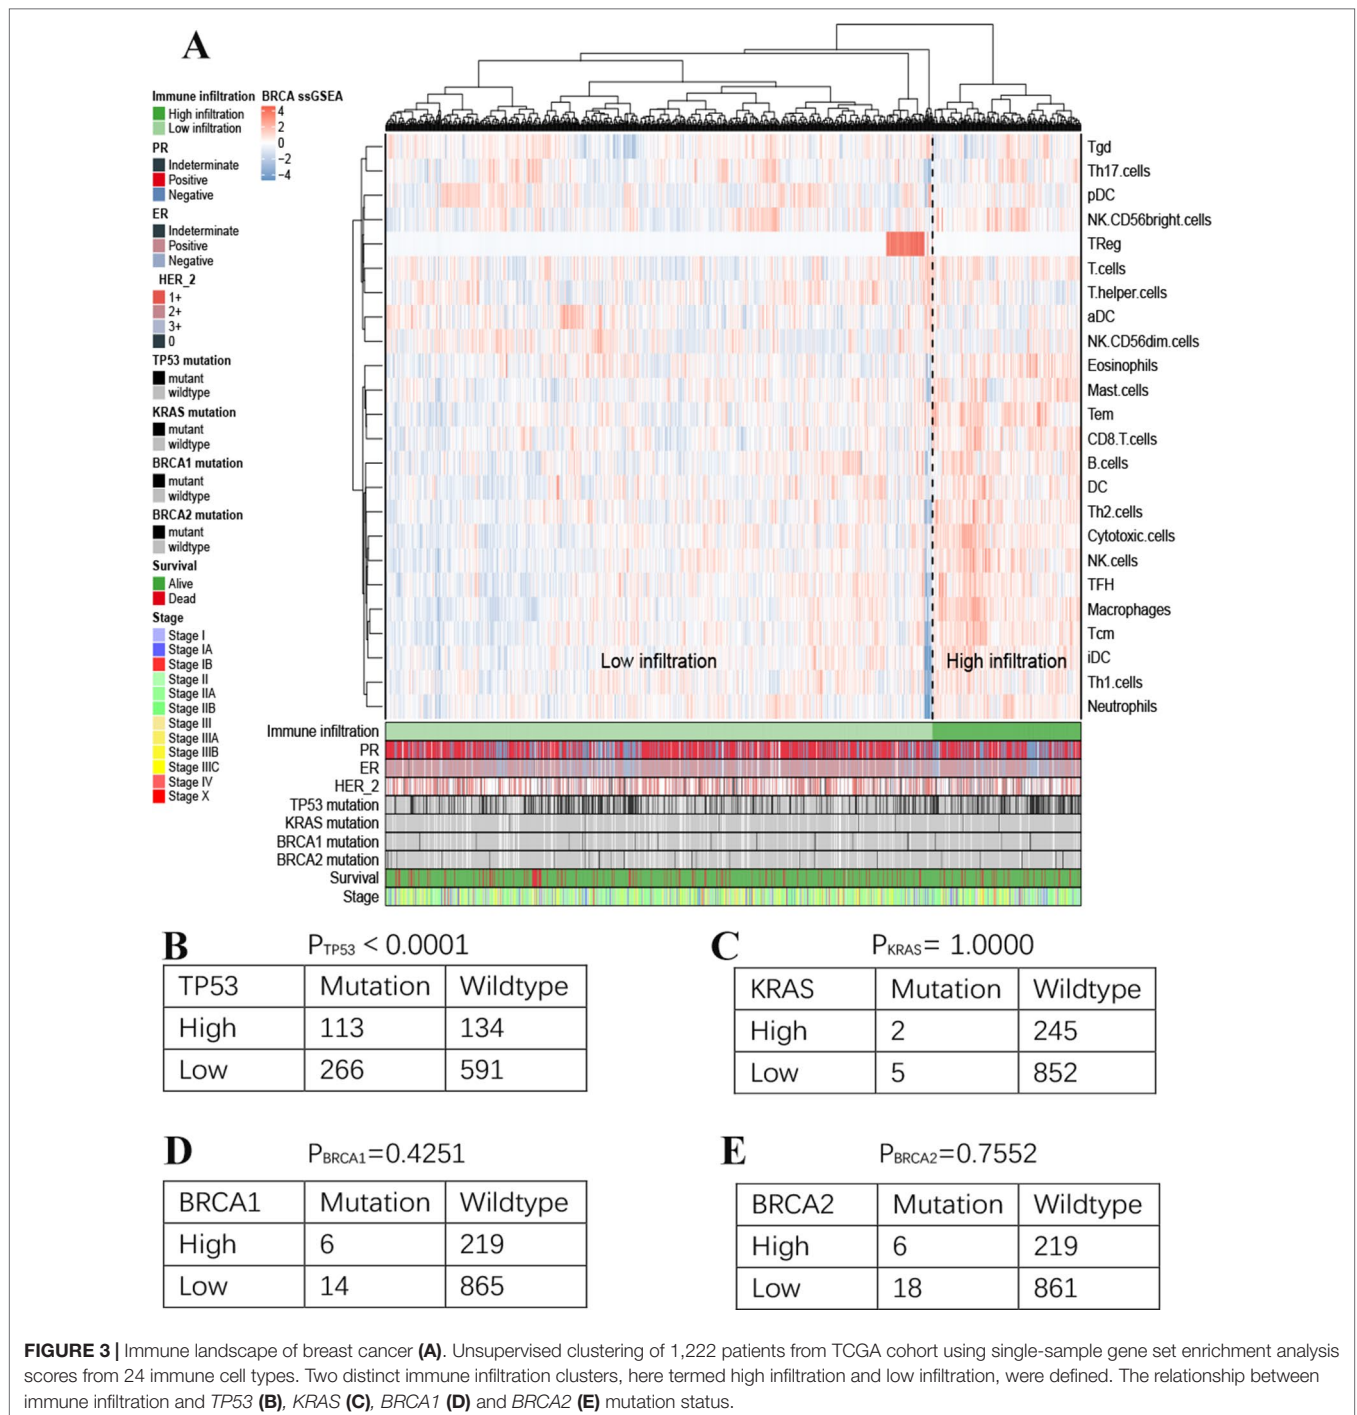 A
Immune infiltration
High infiltration
Low infiltration
PR
Indeterminate
Positive
Negative
ER
Indeterminate
Positive
Negative
HER_2
1+
2+
3+
0
TP53 mutation
mutant
wildtype
KRAS mutation
mutant
wildtype
BRCA1 mutation
mutant
wildtype
BRCA2 mutation
mutant
wildtype
Survival
Alive
Dead
Stage
Stage I
Stage IA
Stage IB
Stage II
Stage IIA
Stage IIB
Stage III
Stage IIIA
Stage IIIB
Stage IIIC
Stage IV
Stage X
BRCA ssGSEA
4
2
0
−2
−4
Tgd
Th17.cells
pDC
NK.CD56bright.cells
TReg
T.cells
T.helper.cells
aDC
NK.CD56dim.cells
Eosinophils
Mast.cells
Tem
CD8.T.cells
B.cells
DC
Th2.cells
Cytotoxic.cells
NK.cells
TFH
Macrophages
Tcm
iDC
Th1.cells
Neutrophils
Low infiltration
High infiltration
Immune infiltration
PR
ER
HER_2
TP53 mutation
KRAS mutation
BRCA1 mutation
BRCA2 mutation
Survival
Stage
B
PTP53 < 0.0001
TP53 Mutation Wildtype
High 113 134
Low 266 591
C
PKRAS= 1.0000
KRAS Mutation Wildtype
High 2 245
Low 5 852
D
PBRCA1=0.4251
BRCA1 Mutation Wildtype
High 6 219
Low 14 865
E
PBRCA2=0.7552
BRCA2 Mutation Wildtype
High 6 219
Low 18 861
FIGURE 3 | Immune landscape of breast cancer (A). Unsupervised clustering of 1,222 patients from TCGA cohort using single-sample gene set enrichment analysis
scores from 24 immune cell types. Two distinct immune infiltration clusters, here termed high infiltration and low infiltration, were defined. The relationship between
immune infiltration and TP53 (B), KRAS (C), BRCA1 (D) and BRCA2 (E) mutation status.